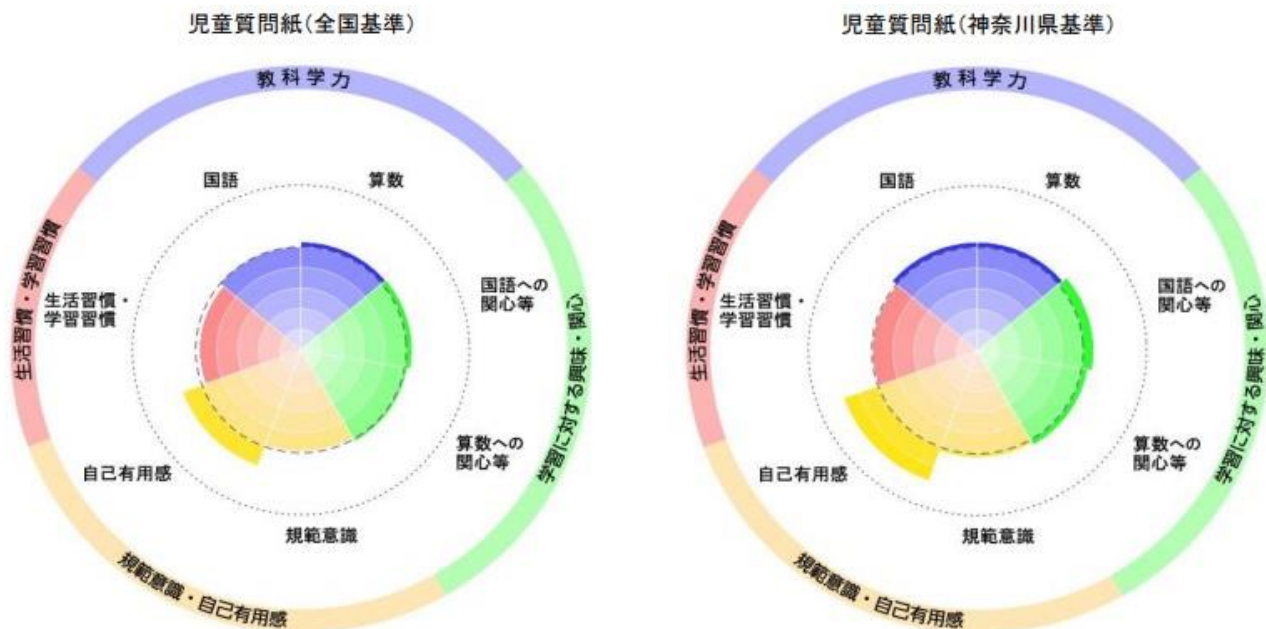 児童質問紙(全国基準)
教科学力
国語
算数
国語への
関心等
算数への
関心等
規範意識
自己有用感
生活習慣・
学習習慣
生活習慣・学習習慣
学習に対する興味・関心
規範意識・自己有用感
児童質問紙(神奈川県基準)
教科学力
国語
算数
国語への
関心等
算数への
関心等
規範意識
自己有用感
生活習慣・
学習習慣
生活習慣・学習習慣
学習に対する興味・関心
規範意識・自己有用感